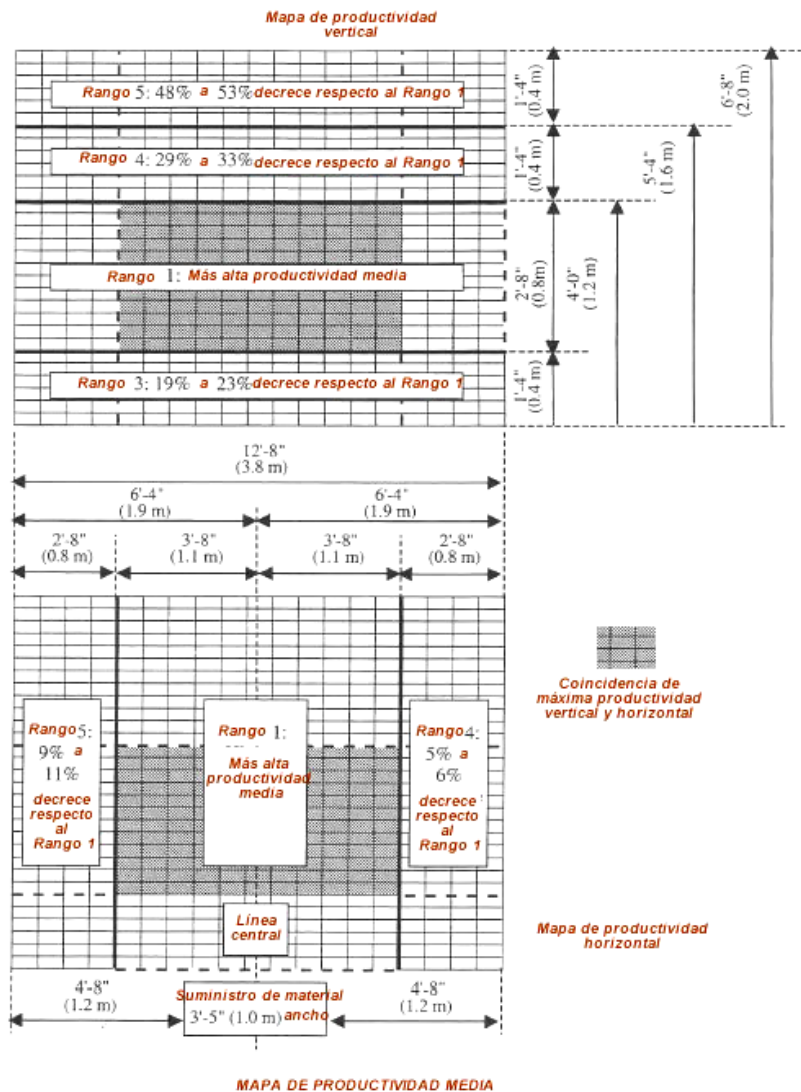 Mapa de productividad
vertical
Rango 5: 48% a 53% decrece respecto al Rango 1
Rango 4: 29% a 33% decrece respecto al Rango 1
Rango 1: Más alta productividad media
Rango 3: 19% a 23% decrece respecto al Rango 1
1'-4"
(0.4 m)
1'-4"
(0.4 m)
2'-8"
(0.8m)
1'-4"
(0.4 m)
4'-0"
(1.2 m)
5'-4"
(1.6 m)
6'-8"
(2.0 m)
12'-8"
(3.8 m)
6'-4"
(1.9 m)
6'-4"
(1.9 m)
2'-8"
(0.8 m)
3'-8"
(1.1 m)
3'-8"
(1.1 m)
2'-8"
(0.8 m)
Rango 5:
9% a
11%
decrece
respecto
al
Rango 1
Rango 1:
Más alta
productividad
media
Rango 4:
5% a
6%
decrece
respecto
al
Rango 1
Coincidencia de
máxima productividad
vertical y horizontal
Línea
central
Mapa de productividad
horizontal
4'-8"
(1.2 m)
Suministro de material
3'-5" (1.0 m) ancho
4'-8"
(1.2 m)
MAPA DE PRODUCTIVIDAD MEDIA